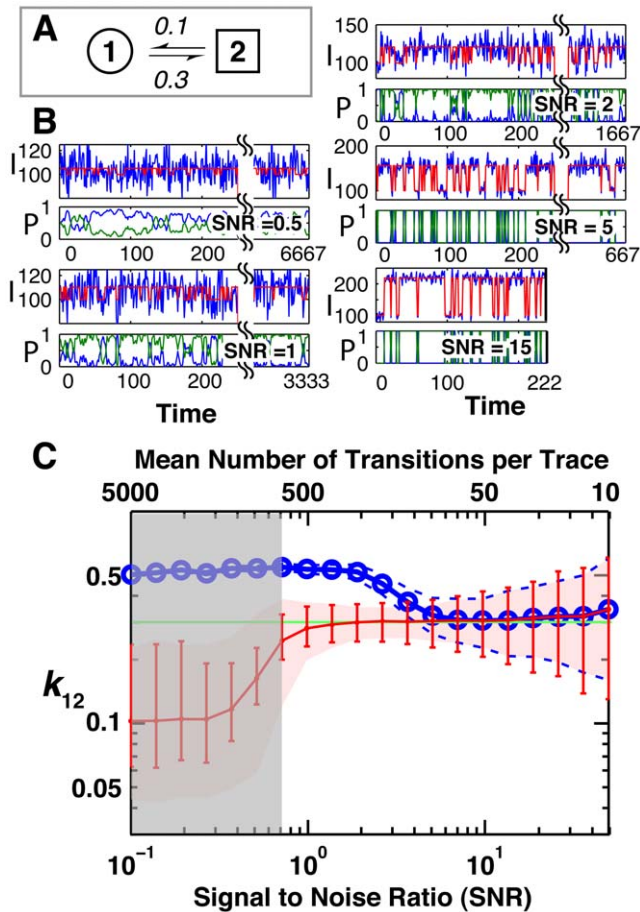 A
1
2
0.1
0.3
B
I
120
100
P
1
0
SNR =0.5
0
100
200
6667
I
120
100
P
1
0
SNR =1
0
100
200
3333
Time
I
150
100
P
1
0
SNR = 2
0
100
200
1667
I
200
100
P
1
0
SNR = 5
0
100
200
667
I
200
100
P
1
0
SNR = 15
0
100
222
Time
C
Mean Number of Transitions per Trace
5000
500
50
10
k12
0.5
0.1
0.05
10⁻¹
10⁰
10¹
Signal to Noise Ratio (SNR)